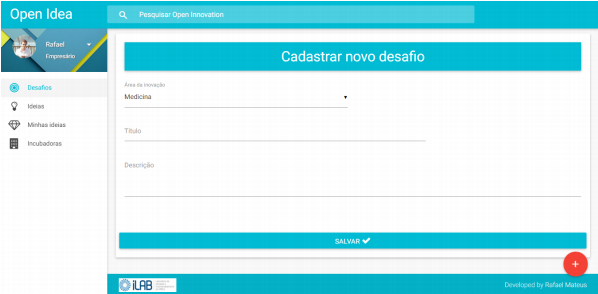 Open Idea
Pesquisar Open Innovation
Rafael
Empresário
Desafios
Ideias
Minhas ideias
Incubadoras
Cadastrar novo desafio
Área da inovação
Medicina
Título
Descrição
SALVAR
iLAB
Developed by Rafael Mateus